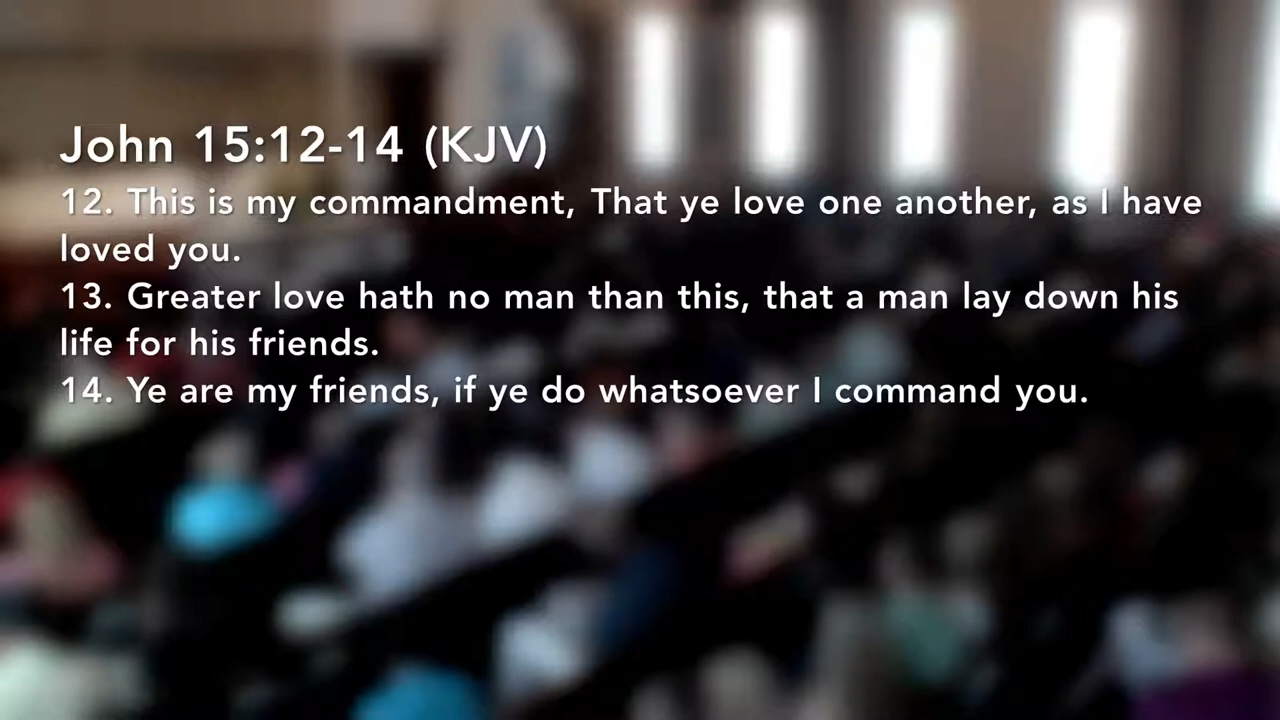 John 15:12-14 (KJV)
12. This is my commandment, That ye love one another, as I have
loved you.
13. Greater love hath no man than this, that a man lay down his
life for his friends.
14. Ye are my friends, if ye do whatsoever I command you.